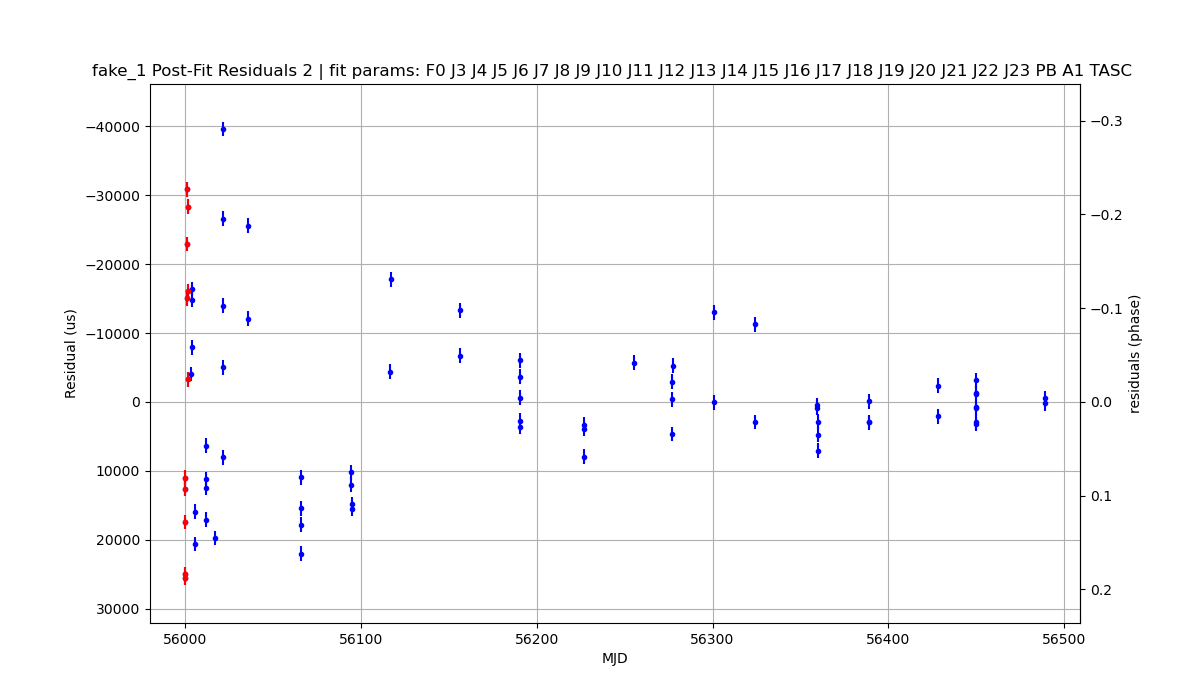 fake_1 Post-Fit Residuals 2 | fit params: F0 J3 J4 J5 J6 J7 J8 J9 J10 J11 J12 J13 J14 J15 J16 J17 J18 J19 J20 J21 J22 J23 PB A1 TASC
−40000
−30000
−20000
−10000
0
10000
20000
30000
Residual (us)
−0.3
−0.2
−0.1
0.0
0.1
0.2
residuals (phase)
56000 56100 56200 56300 56400 56500
MJD